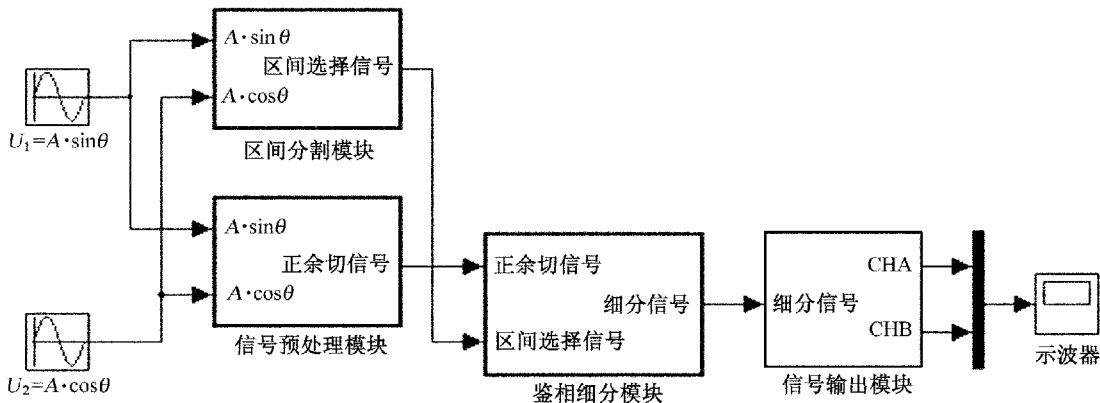 U₁=A·sinθ
U₂=A·cosθ
A·sinθ
区间选择信号
A·cosθ
区间分割模块
A·sinθ
正余切信号
A·cosθ
信号预处理模块
正余切信号
细分信号
区间选择信号
鉴相细分模块
CHA
细分信号
CHB
信号输出模块
示波器